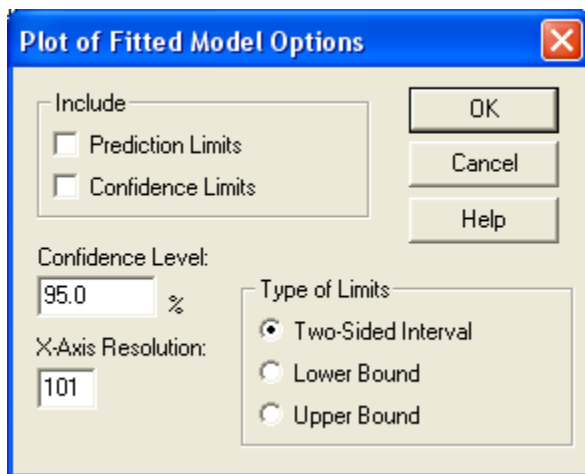 Plot of Fitted Model Options
Include
Prediction Limits
Confidence Limits
OK
Cancel
Help
Confidence Level:
95.0 %
X-Axis Resolution:
101
Type of Limits
Two-Sided Interval
Lower Bound
Upper Bound